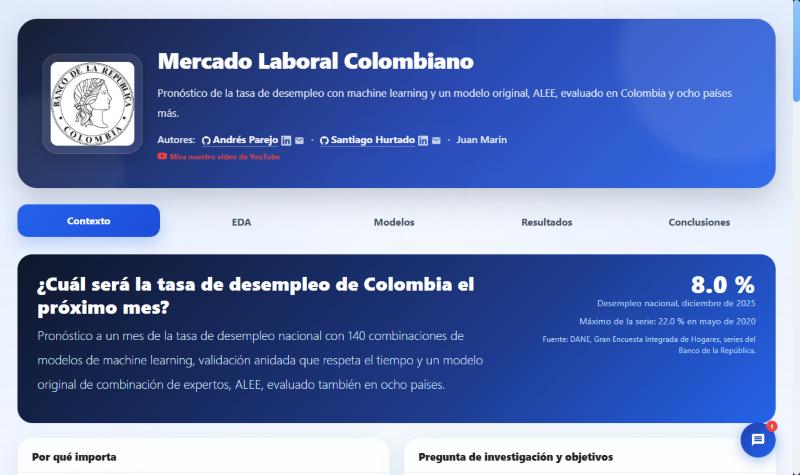 BANCO DE LA REPUBLICA
COLOMBIA
Mercado Laboral Colombiano
Pronóstico de la tasa de desempleo con machine learning y un modelo original, ALEE, evaluado en Colombia y ocho países
más.
Autores: Andrés Parejo · Santiago Hurtado · Juan Marín
Mira nuestro video de YouTube
Contexto
EDA
Modelos
Resultados
Conclusiones
¿Cuál será la tasa de desempleo de Colombia el
próximo mes?
Pronóstico a un mes de la tasa de desempleo nacional con 140 combinaciones de
modelos de machine learning, validación anidada que respeta el tiempo y un modelo
original de combinación de expertos, ALEE, evaluado también en ocho países.
8.0 %
Desempleo nacional, diciembre de 2025
Máximo de la serie: 22.0 % en mayo de 2020
Fuente: DANE, Gran Encuesta Integrada de Hogares, series del
Banco de la República.
Por qué importa
Pregunta de investigación y objetivos